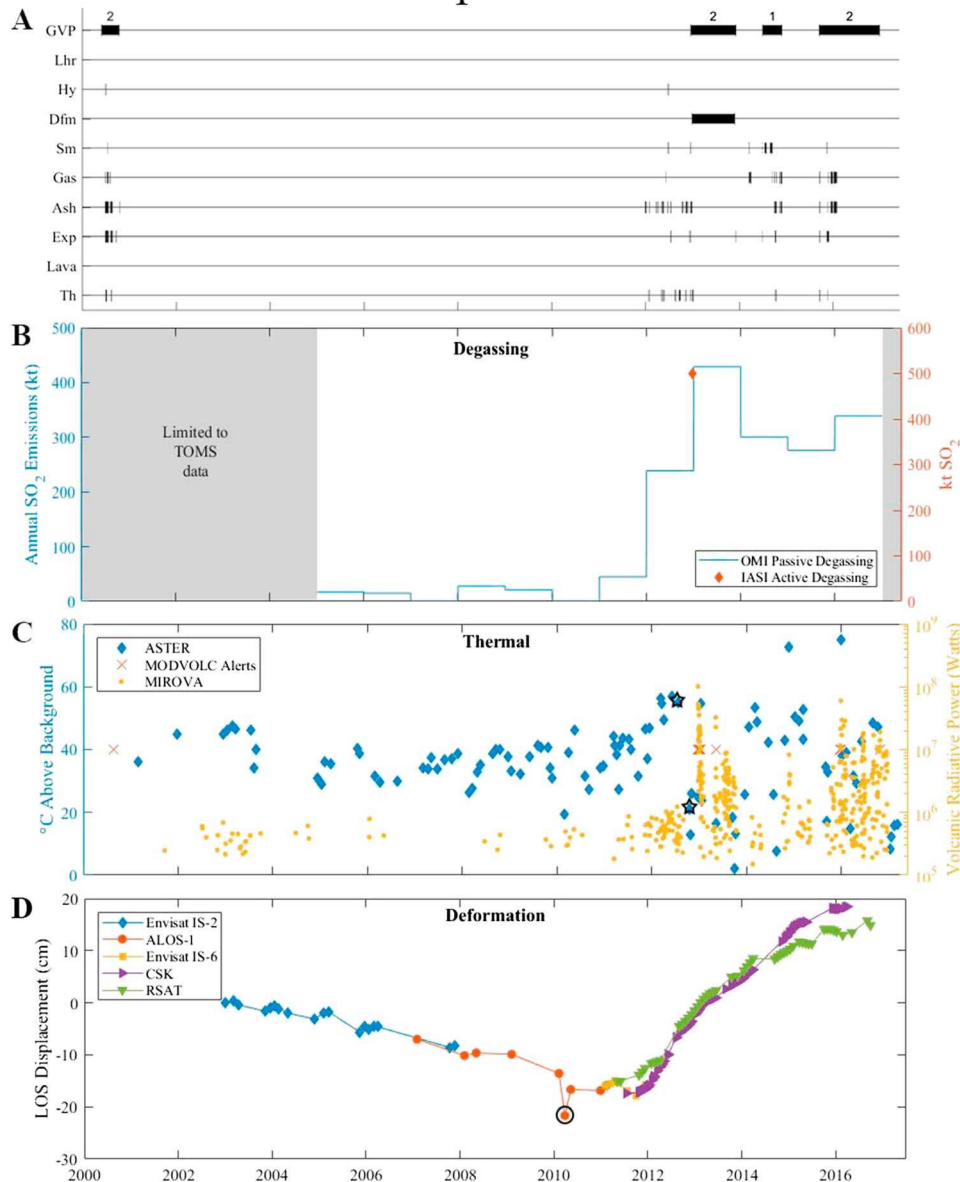 A
2 2 1 2
GVP
Lhr
Hy
Dfm
Sm
Gas
Ash
Exp
Lava
Th
B
Degassing
500
400
300
200
100
0
Annual SO2 Emissions (kt)
Limited to
TOMS
data
600
500
400
300
200
100
0
kt SO2
OMI Passive Degassing
IASI Active Degassing
C
Thermal
80
60
40
20
0
°C Above Background
ASTER
MODVOLC Alerts
MIROVA
10^9
10^8
10^7
10^6
10^5
Volcanic Radiative Power (Watts)
D
Deformation
20
10
0
-10
-20
-30
LOS Displacement (cm)
Envisat IS-2
ALOS-1
Envisat IS-6
CSK
RSAT
2000 2002 2004 2006 2008 2010 2012 2014 2016